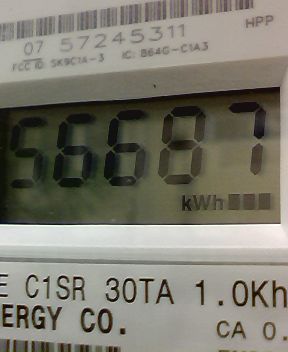 07 57245311
HPP
FCC ID: SK9C1A-3 IC: 864G-C1A3
56687
kWh
E C1SR 30TA 1.0Kh
ERGY CO.
CA 0.